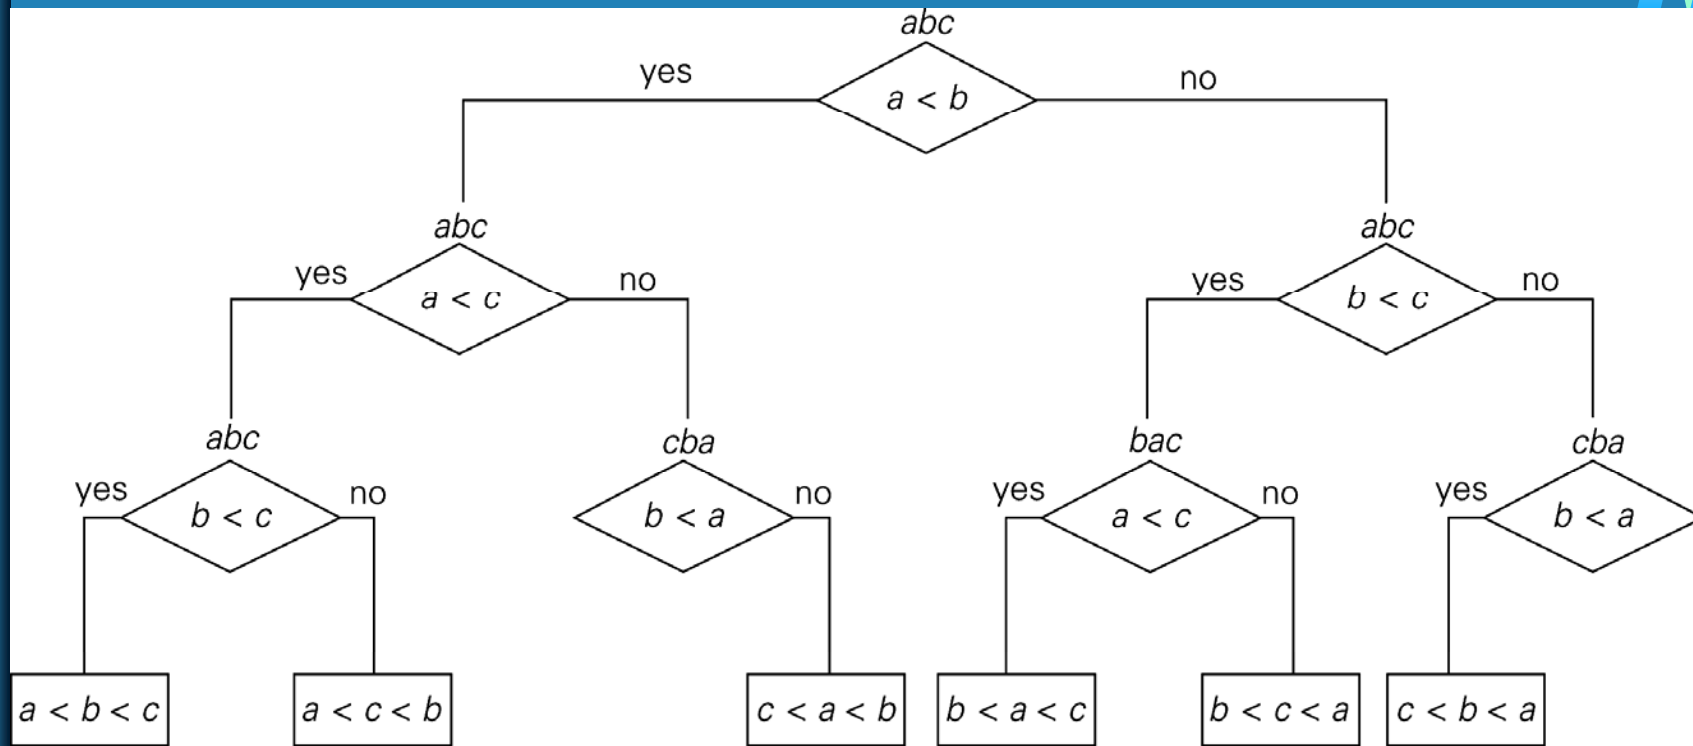 abc
yes
a < b
no
abc
abc
yes
a < c
no
yes
b < c
no
abc
cba
bac
cba
yes
b < c
no
b < a
no
yes
a < c
no
yes
b < a
a < b < c
a < c < b
c < a < b
b < a < c
b < c < a
c < b < a